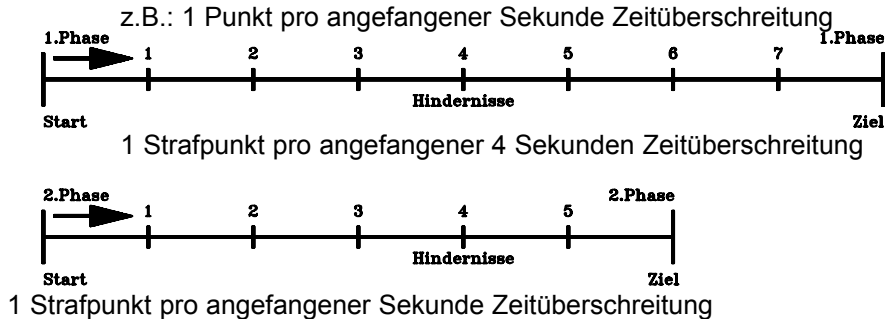 z.B.: 1 Punkt pro angefangener Sekunde Zeitüberschreitung
1.Phase 1.Phase
1 2 3 4 5 6 7
Hindernisse
Start Ziel
1 Strafpunkt pro angefangener 4 Sekunden Zeitüberschreitung
2.Phase 2.Phase
1 2 3 4 5
Hindernisse
Start Ziel
1 Strafpunkt pro angefangener Sekunde Zeitüberschreitung